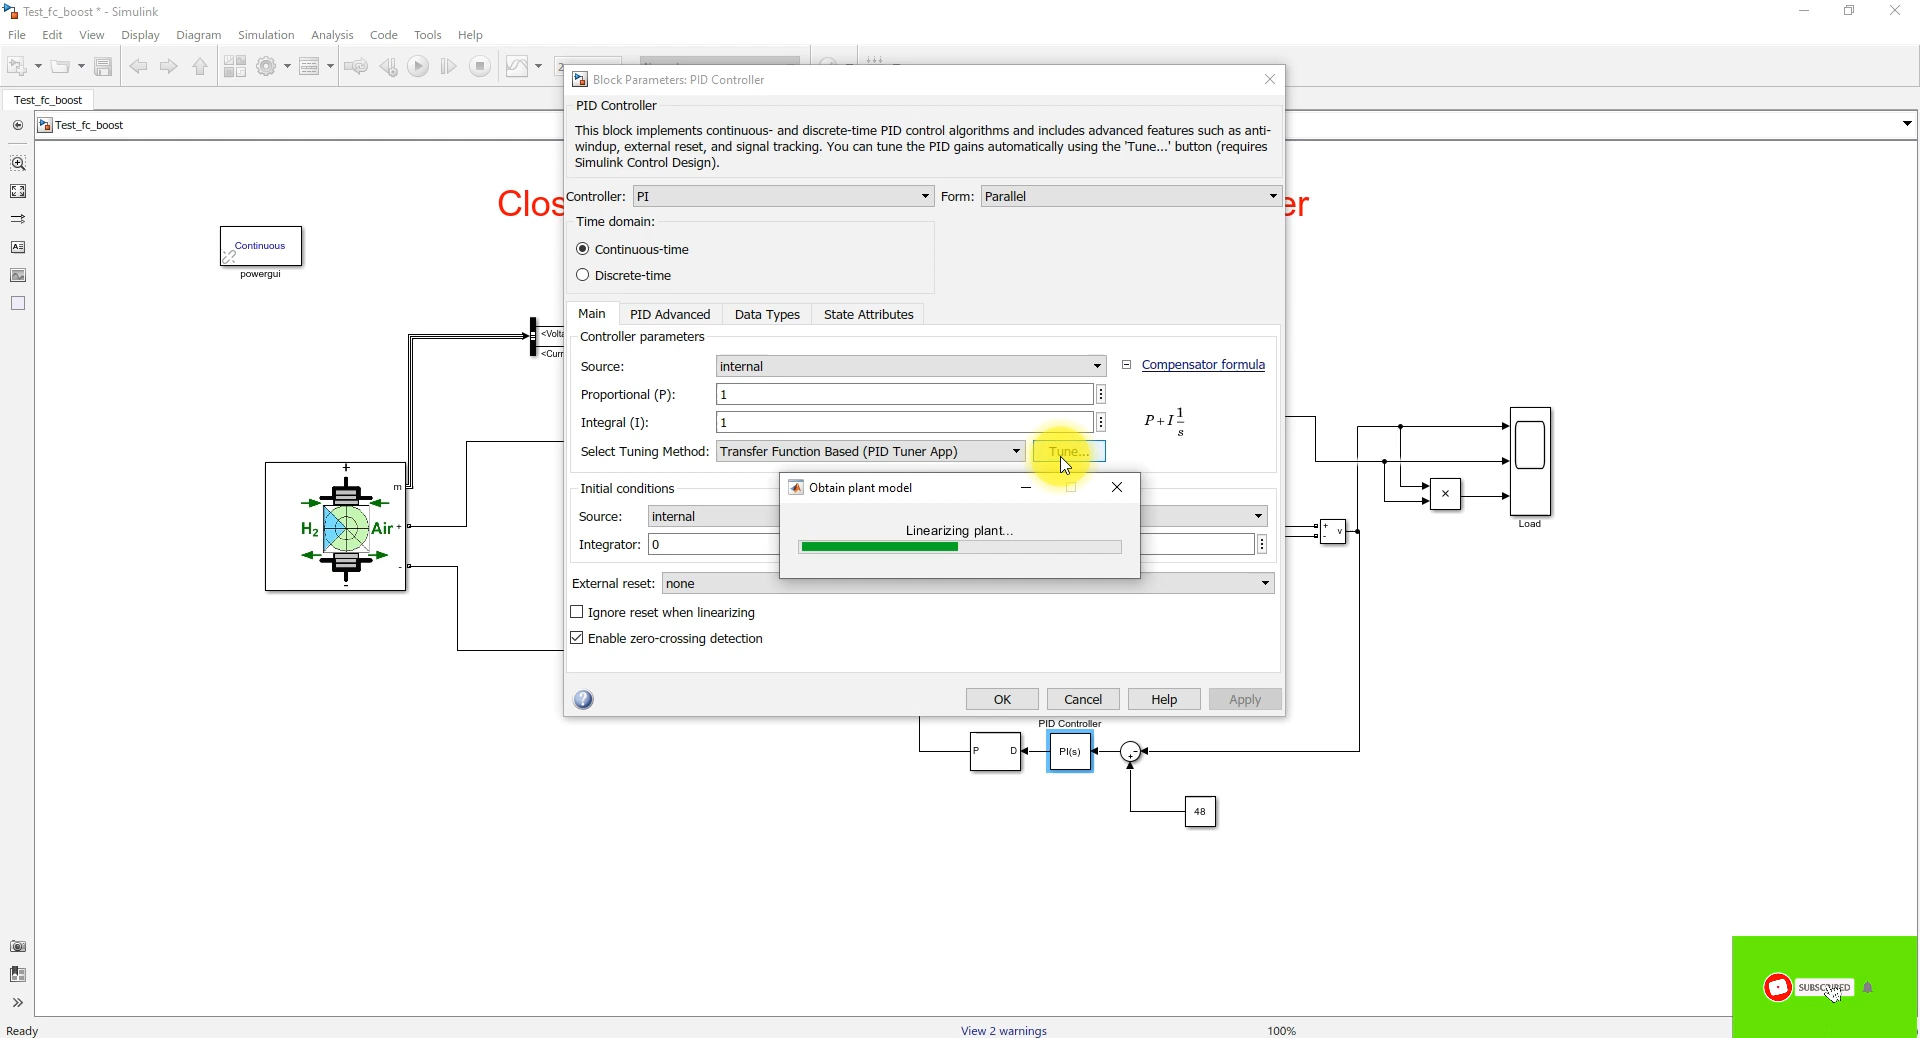 Test_fc_boost * - Simulink
File Edit View Display Diagram Simulation Analysis Code Tools Help
Test_fc_boost
Test_fc_boost
Block Parameters: PID Controller
PID Controller
This block implements continuous- and discrete-time PID control algorithms and includes advanced features such as anti-
windup, external reset, and signal tracking. You can tune the PID gains automatically using the 'Tune...' button (requires
Simulink Control Design).
Controller: PI Form: Parallel
Clos er
Time domain:
Continuous-time
Discrete-time
Continuous
powergui
Main PID Advanced Data Types State Attributes
Controller parameters
Source: internal Compensator formula
Proportional (P): 1
Integral (I): 1
P+I 1/s
Select Tuning Method: Transfer Function Based (PID Tuner App) Tune...
<Volta
<Curr
Initial conditions
Source: internal
Integrator: 0
Obtain plant model
Linearizing plant...
External reset: none
Ignore reset when linearizing
Enable zero-crossing detection
OK Cancel Help Apply
+
m
H2 Air +
-
-
×
Load
+
- v
PID Controller
P D
PI(s)
-
+
48
Ready View 2 warnings 100%